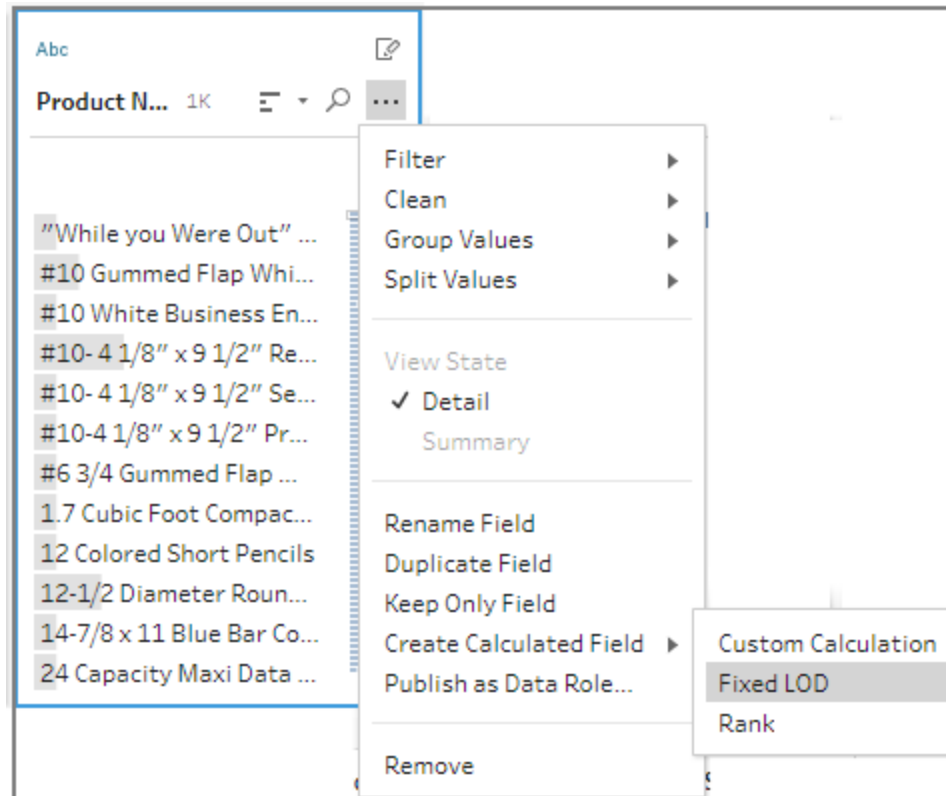 Abc
Product N... 1K ...
"While you Were Out" ...
#10 Gummed Flap Whi...
#10 White Business En...
#10- 4 1/8" x 9 1/2" Re...
#10- 4 1/8" x 9 1/2" Se...
#10-4 1/8" x 9 1/2" Pr...
#6 3/4 Gummed Flap ...
1.7 Cubic Foot Compac...
12 Colored Short Pencils
12-1/2 Diameter Roun...
14-7/8 x 11 Blue Bar Co...
24 Capacity Maxi Data ...
Filter
Clean
Group Values
Split Values
View State
✓ Detail
Summary
Rename Field
Duplicate Field
Keep Only Field
Create Calculated Field
Publish as Data Role...
Remove
Custom Calculation
Fixed LOD
Rank